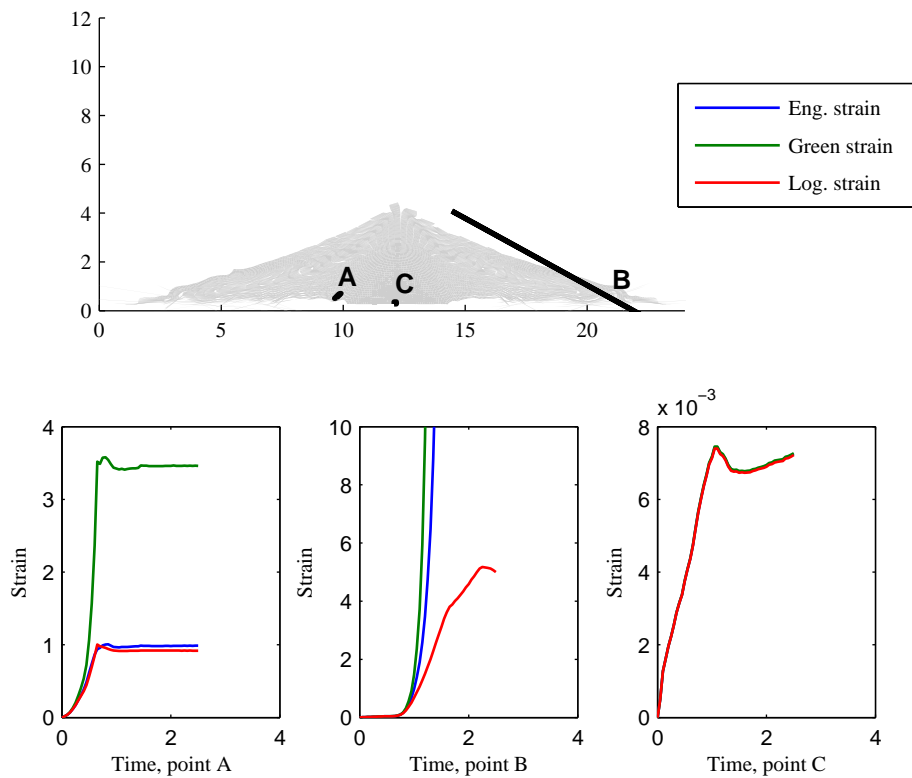 12
10
8
6
4
2
0
0 5 10 15 20
A
C
B
Eng. strain
Green strain
Log. strain
4
3
2
1
0
0 2 4
Strain
Time, point A
10
8
6
4
2
0
0 2 4
Strain
Time, point B
x 10⁻³
8
6
4
2
0
0 2 4
Strain
Time, point C